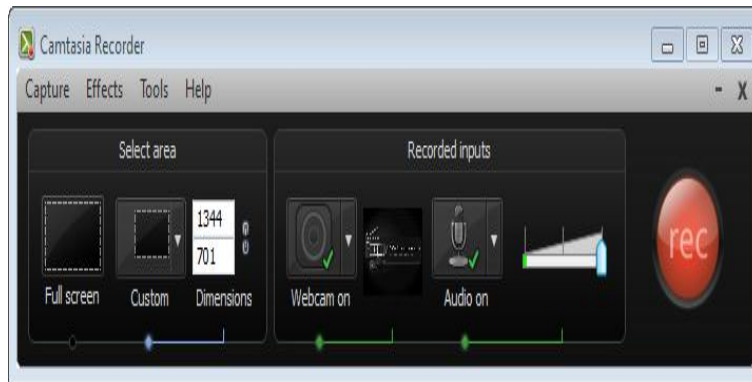 Camtasia Recorder
Capture Effects Tools Help
Select area
Recorded inputs
1344
701
Full screen
Custom
Dimensions
Webcam on
Audio on
rec